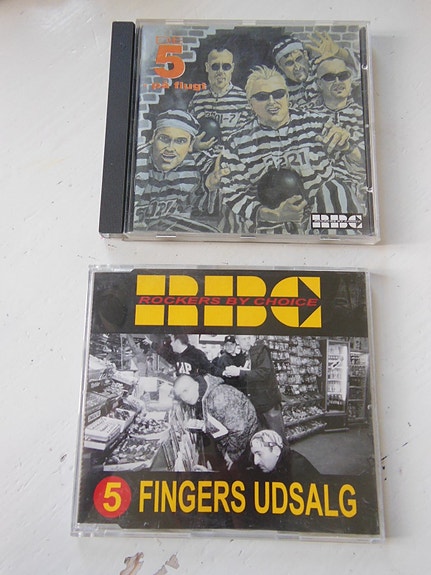 5
på flugt
RBC
RBC
ROCKERS BY CHOICE
5 FINGERS UDSALG